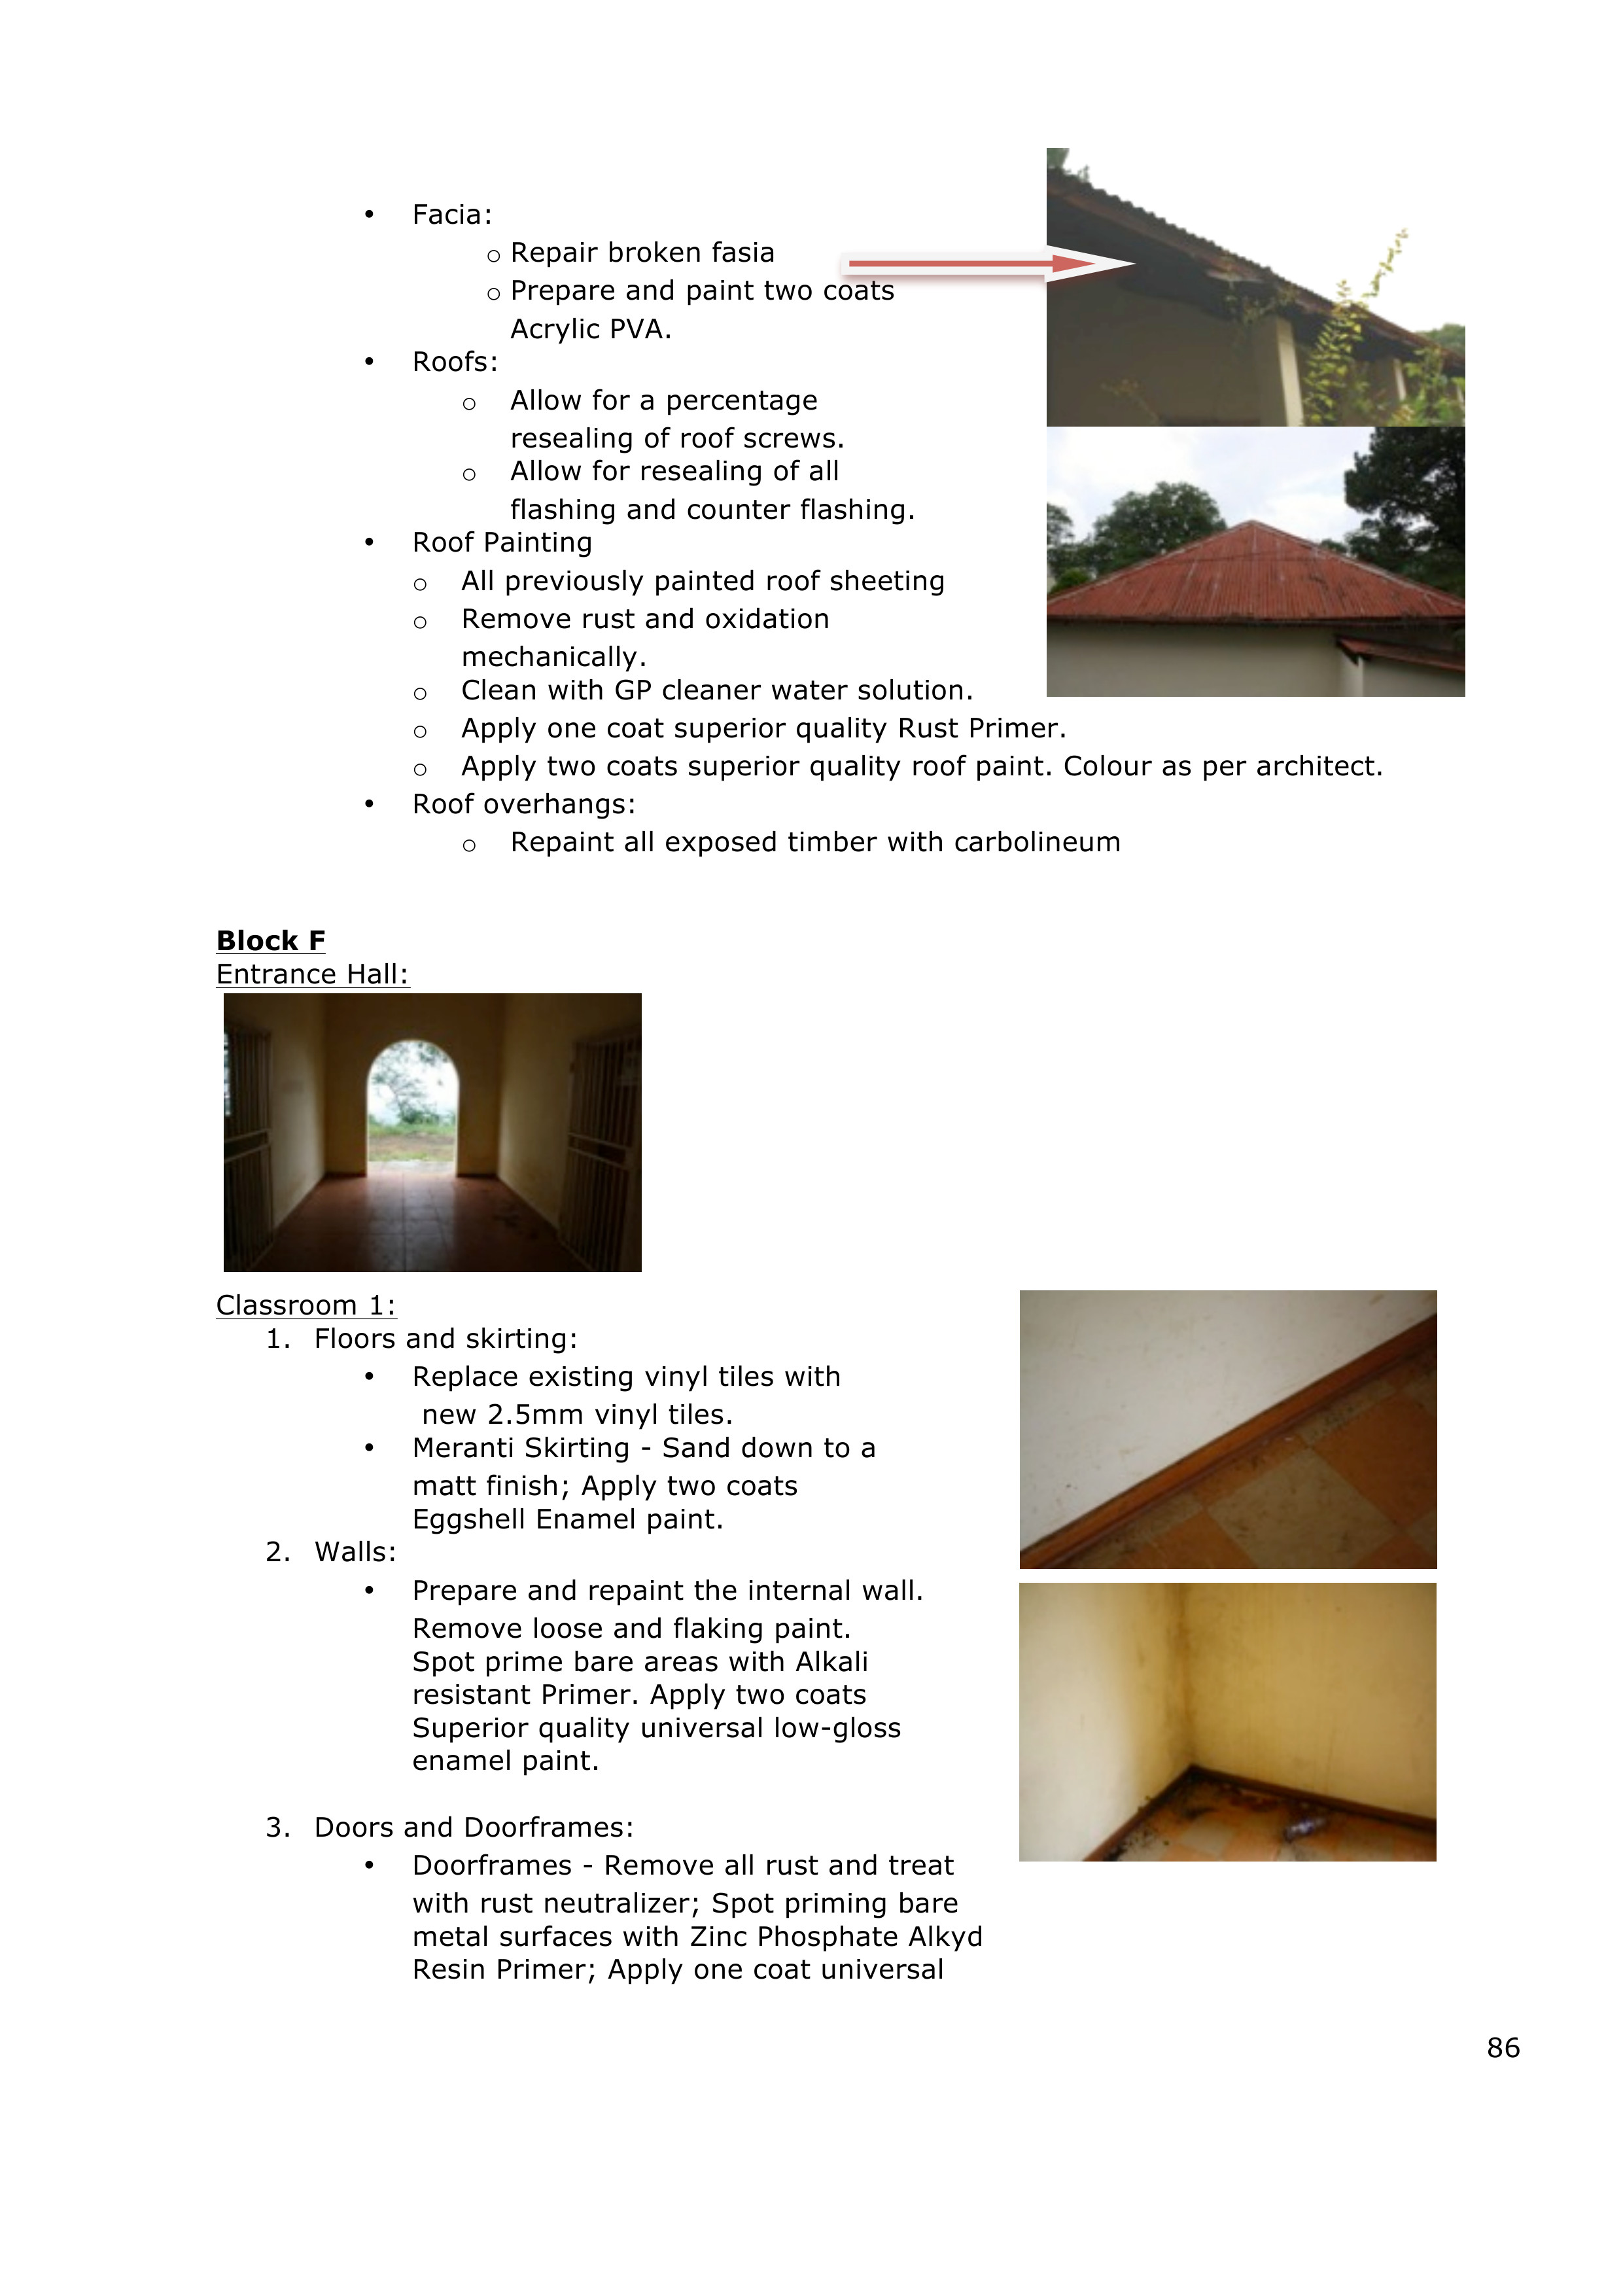 • Facia:
o Repair broken fasia
o Prepare and paint two coats
Acrylic PVA.
• Roofs:
o Allow for a percentage
resealing of roof screws.
o Allow for resealing of all
flashing and counter flashing.
• Roof Painting
o All previously painted roof sheeting
o Remove rust and oxidation
mechanically.
o Clean with GP cleaner water solution.
o Apply one coat superior quality Rust Primer.
o Apply two coats superior quality roof paint. Colour as per architect.
• Roof overhangs:
o Repaint all exposed timber with carbolineum
Block F
Entrance Hall:
Classroom 1:
1. Floors and skirting:
• Replace existing vinyl tiles with
new 2.5mm vinyl tiles.
• Meranti Skirting - Sand down to a
matt finish; Apply two coats
Eggshell Enamel paint.
2. Walls:
• Prepare and repaint the internal wall.
Remove loose and flaking paint.
Spot prime bare areas with Alkali
resistant Primer. Apply two coats
Superior quality universal low-gloss
enamel paint.
3. Doors and Doorframes:
• Doorframes - Remove all rust and treat
with rust neutralizer; Spot priming bare
metal surfaces with Zinc Phosphate Alkyd
Resin Primer; Apply one coat universal
86